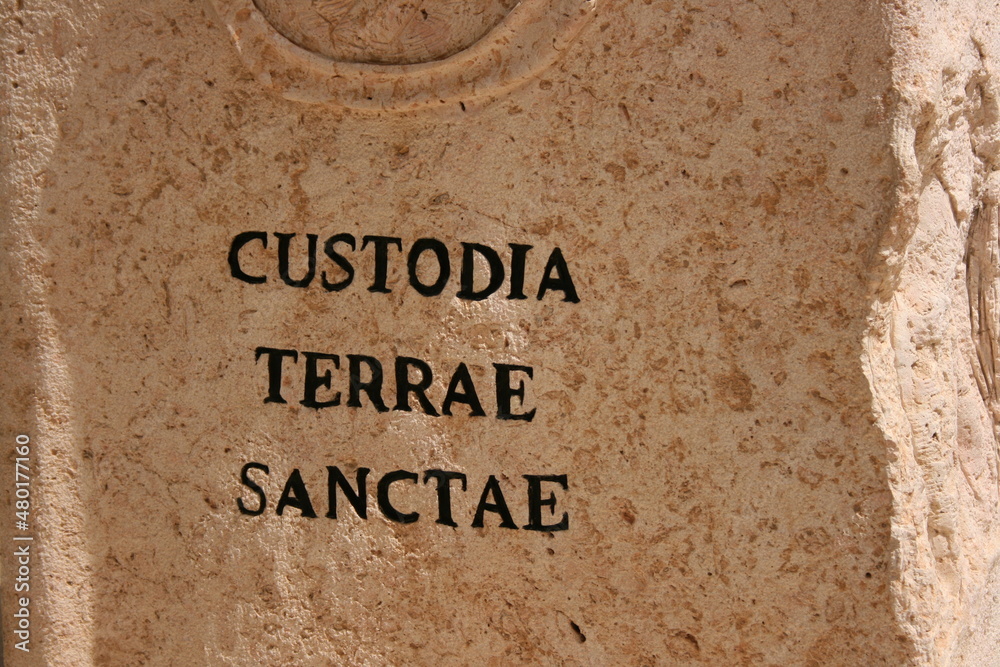 CUSTODIA
TERRAE
SANCTAE
Adobe Stock | #480177160